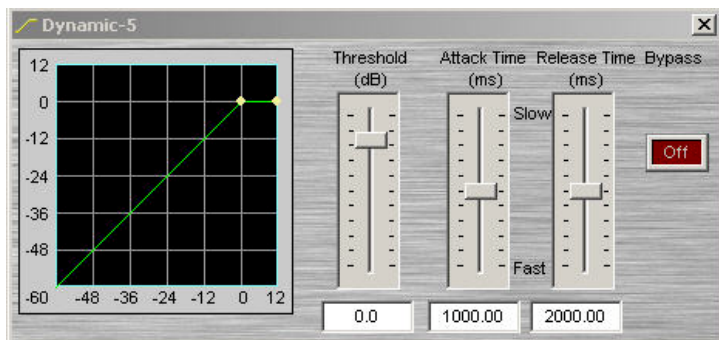 Dynamic-5
12
0
-12
-24
-36
-48
-60 -48 -36 -24 -12 0 12
Threshold
(dB)
0.0
Attack Time
(ms)
1000.00
Release Time
(ms)
2000.00
Slow
Fast
Bypass
Off